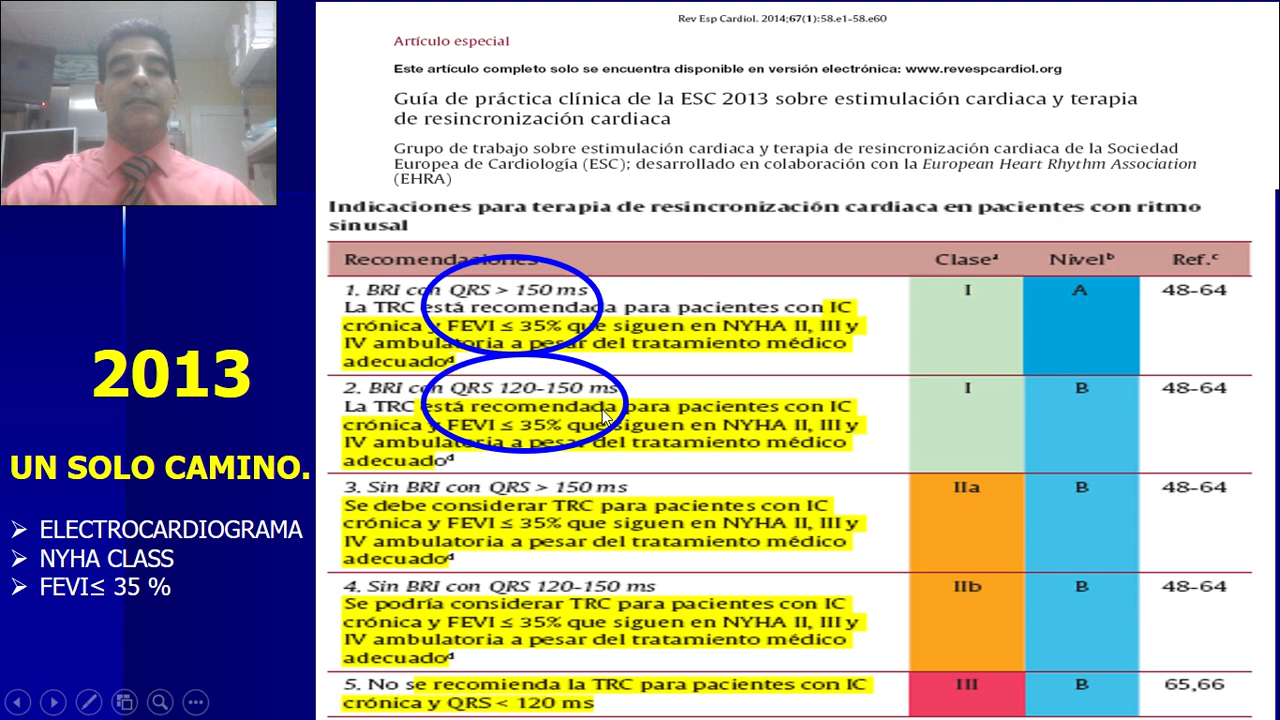 Rev Esp Cardiol. 2014;67(1):58.e1-58.e60
Artículo especial
Este artículo completo solo se encuentra disponible en versión electrónica: www.revespcardiol.org
Guía de práctica clínica de la ESC 2013 sobre estimulación cardiaca y terapia
de resincronización cardiaca
Grupo de trabajo sobre estimulación cardiaca y terapia de resincronización cardiaca de la Sociedad
Europea de Cardiología (ESC); desarrollado en colaboración con la European Heart Rhythm Association
(EHRA)
Indicaciones para terapia de resincronización cardiaca en pacientes con ritmo
sinusal
Recomendaciones Claseª Nivelᵇ Ref.ᶜ
1. BRI con QRS > 150 ms I A 48-64
La TRC está recomendada para pacientes con IC
crónica y FEVI ≤ 35% que siguen en NYHA II, III y
IV ambulatoria a pesar del tratamiento médico
adecuadoᵈ
2. BRI con QRS 120-150 ms I B 48-64
La TRC está recomendada para pacientes con IC
crónica y FEVI ≤ 35% que siguen en NYHA II, III y
IV ambulatoria a pesar del tratamiento médico
adecuadoᵈ
3. Sin BRI con QRS > 150 ms IIa B 48-64
Se debe considerar TRC para pacientes con IC
crónica y FEVI ≤ 35% que siguen en NYHA II, III y
IV ambulatoria a pesar del tratamiento médico
adecuadoᵈ
4. Sin BRI con QRS 120-150 ms IIb B 48-64
Se podría considerar TRC para pacientes con IC
crónica y FEVI ≤ 35% que siguen en NYHA II, III y
IV ambulatoria a pesar del tratamiento médico
adecuadoᵈ
5. No se recomienda la TRC para pacientes con IC III B 65,66
crónica y QRS < 120 ms
2013
UN SOLO CAMINO.
➢ ELECTROCARDIOGRAMA
➢ NYHA CLASS
➢ FEVI≤ 35 %